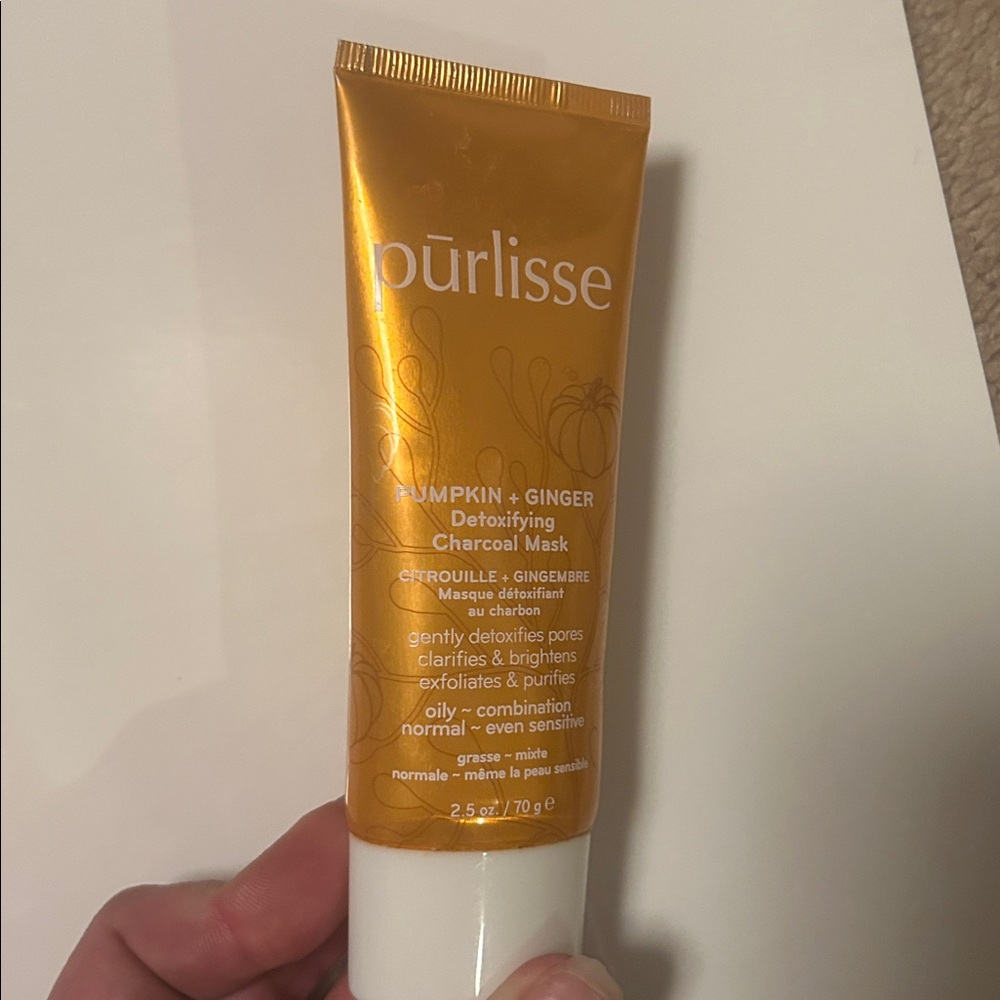 pūrlisse
PUMPKIN + GINGER
Detoxifying
Charcoal Mask
CITROUILLE + GINGEMBRE
Masque détoxifiant
au charbon
gently detoxifies pores
clarifies & brightens
exfoliates & purifies
oily ~ combination
normal ~ even sensitive
grasse ~ mixte
normale ~ même la peau sensible
2.5 oz. / 70 g ℮